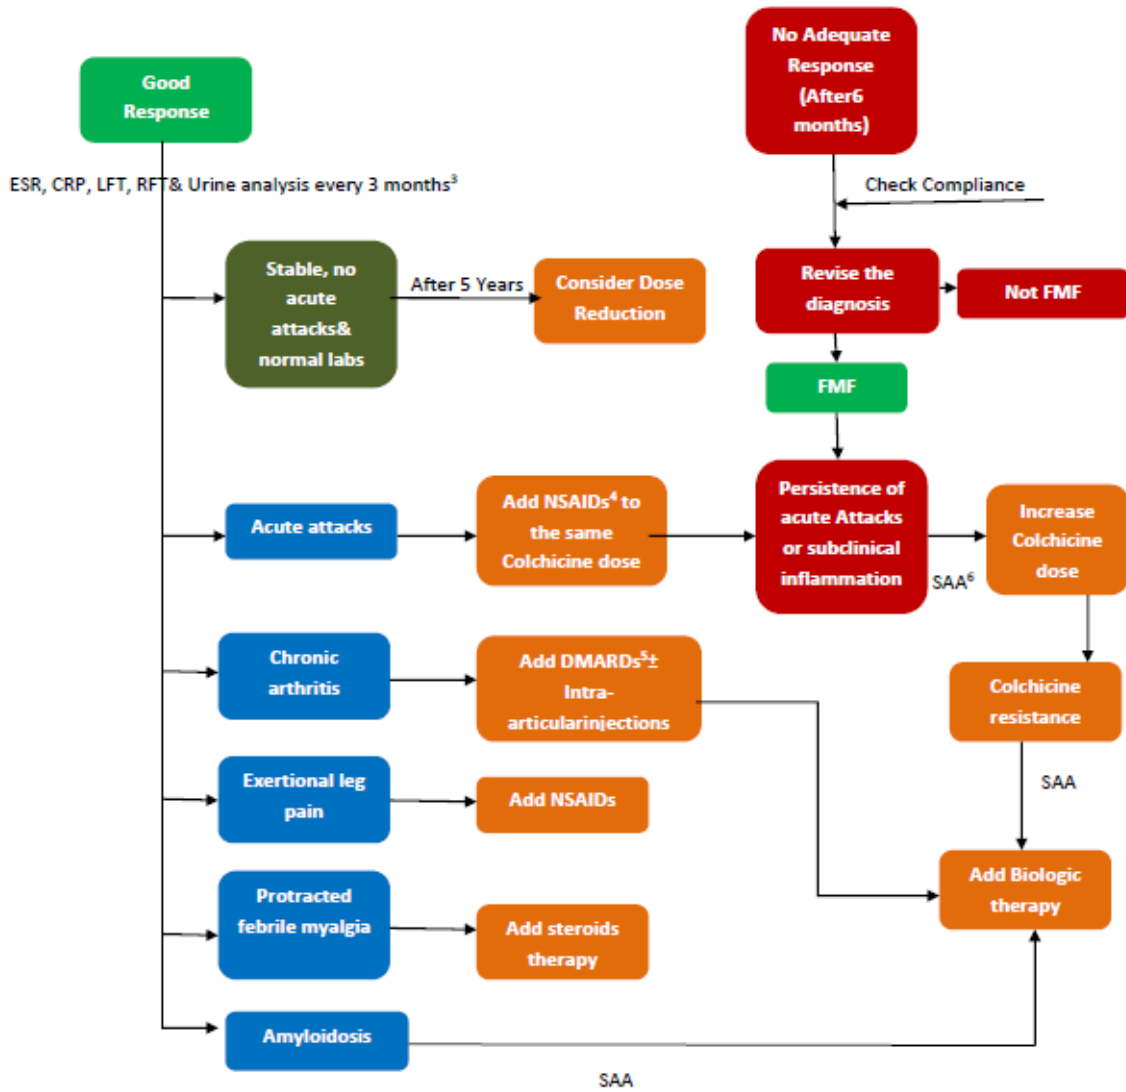 Good
Response
No Adequate
Response
(After6
months)
ESR, CRP, LFT, RFT& Urine analysis every 3 months³
Check Compliance
Stable, no
acute
attacks&
normal labs
After 5 Years
Consider Dose
Reduction
Revise the
diagnosis
Not FMF
FMF
Acute attacks
Add NSAIDs⁴ to
the same
Colchicine dose
Persistence of
acute Attacks
or subclinical
inflammation
SAA⁶
Increase
Colchicine
dose
Chronic
arthritis
Add DMARDs⁵±
Intra-
articularinjections
Colchicine
resistance
SAA
Exertional leg
pain
Add NSAIDs
Protracted
febrile myalgia
Add steroids
therapy
Add Biologic
therapy
Amyloidosis
SAA